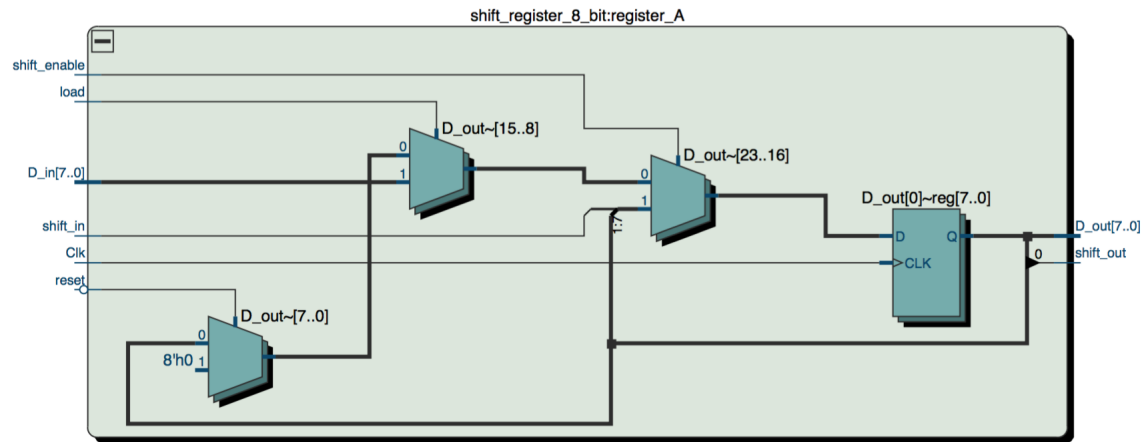 shift_register_8_bit:register_A
shift_enable
load
D_out~[15..8]
0
D_out~[23..16]
D_in[7..0]
1
0
D_out[0]~reg[7..0]
1
shift_in
1:7
D
Q
D_out[7..0]
Clk
CLK
0
shift_out
reset
D_out~[7..0]
0
8'h0
1